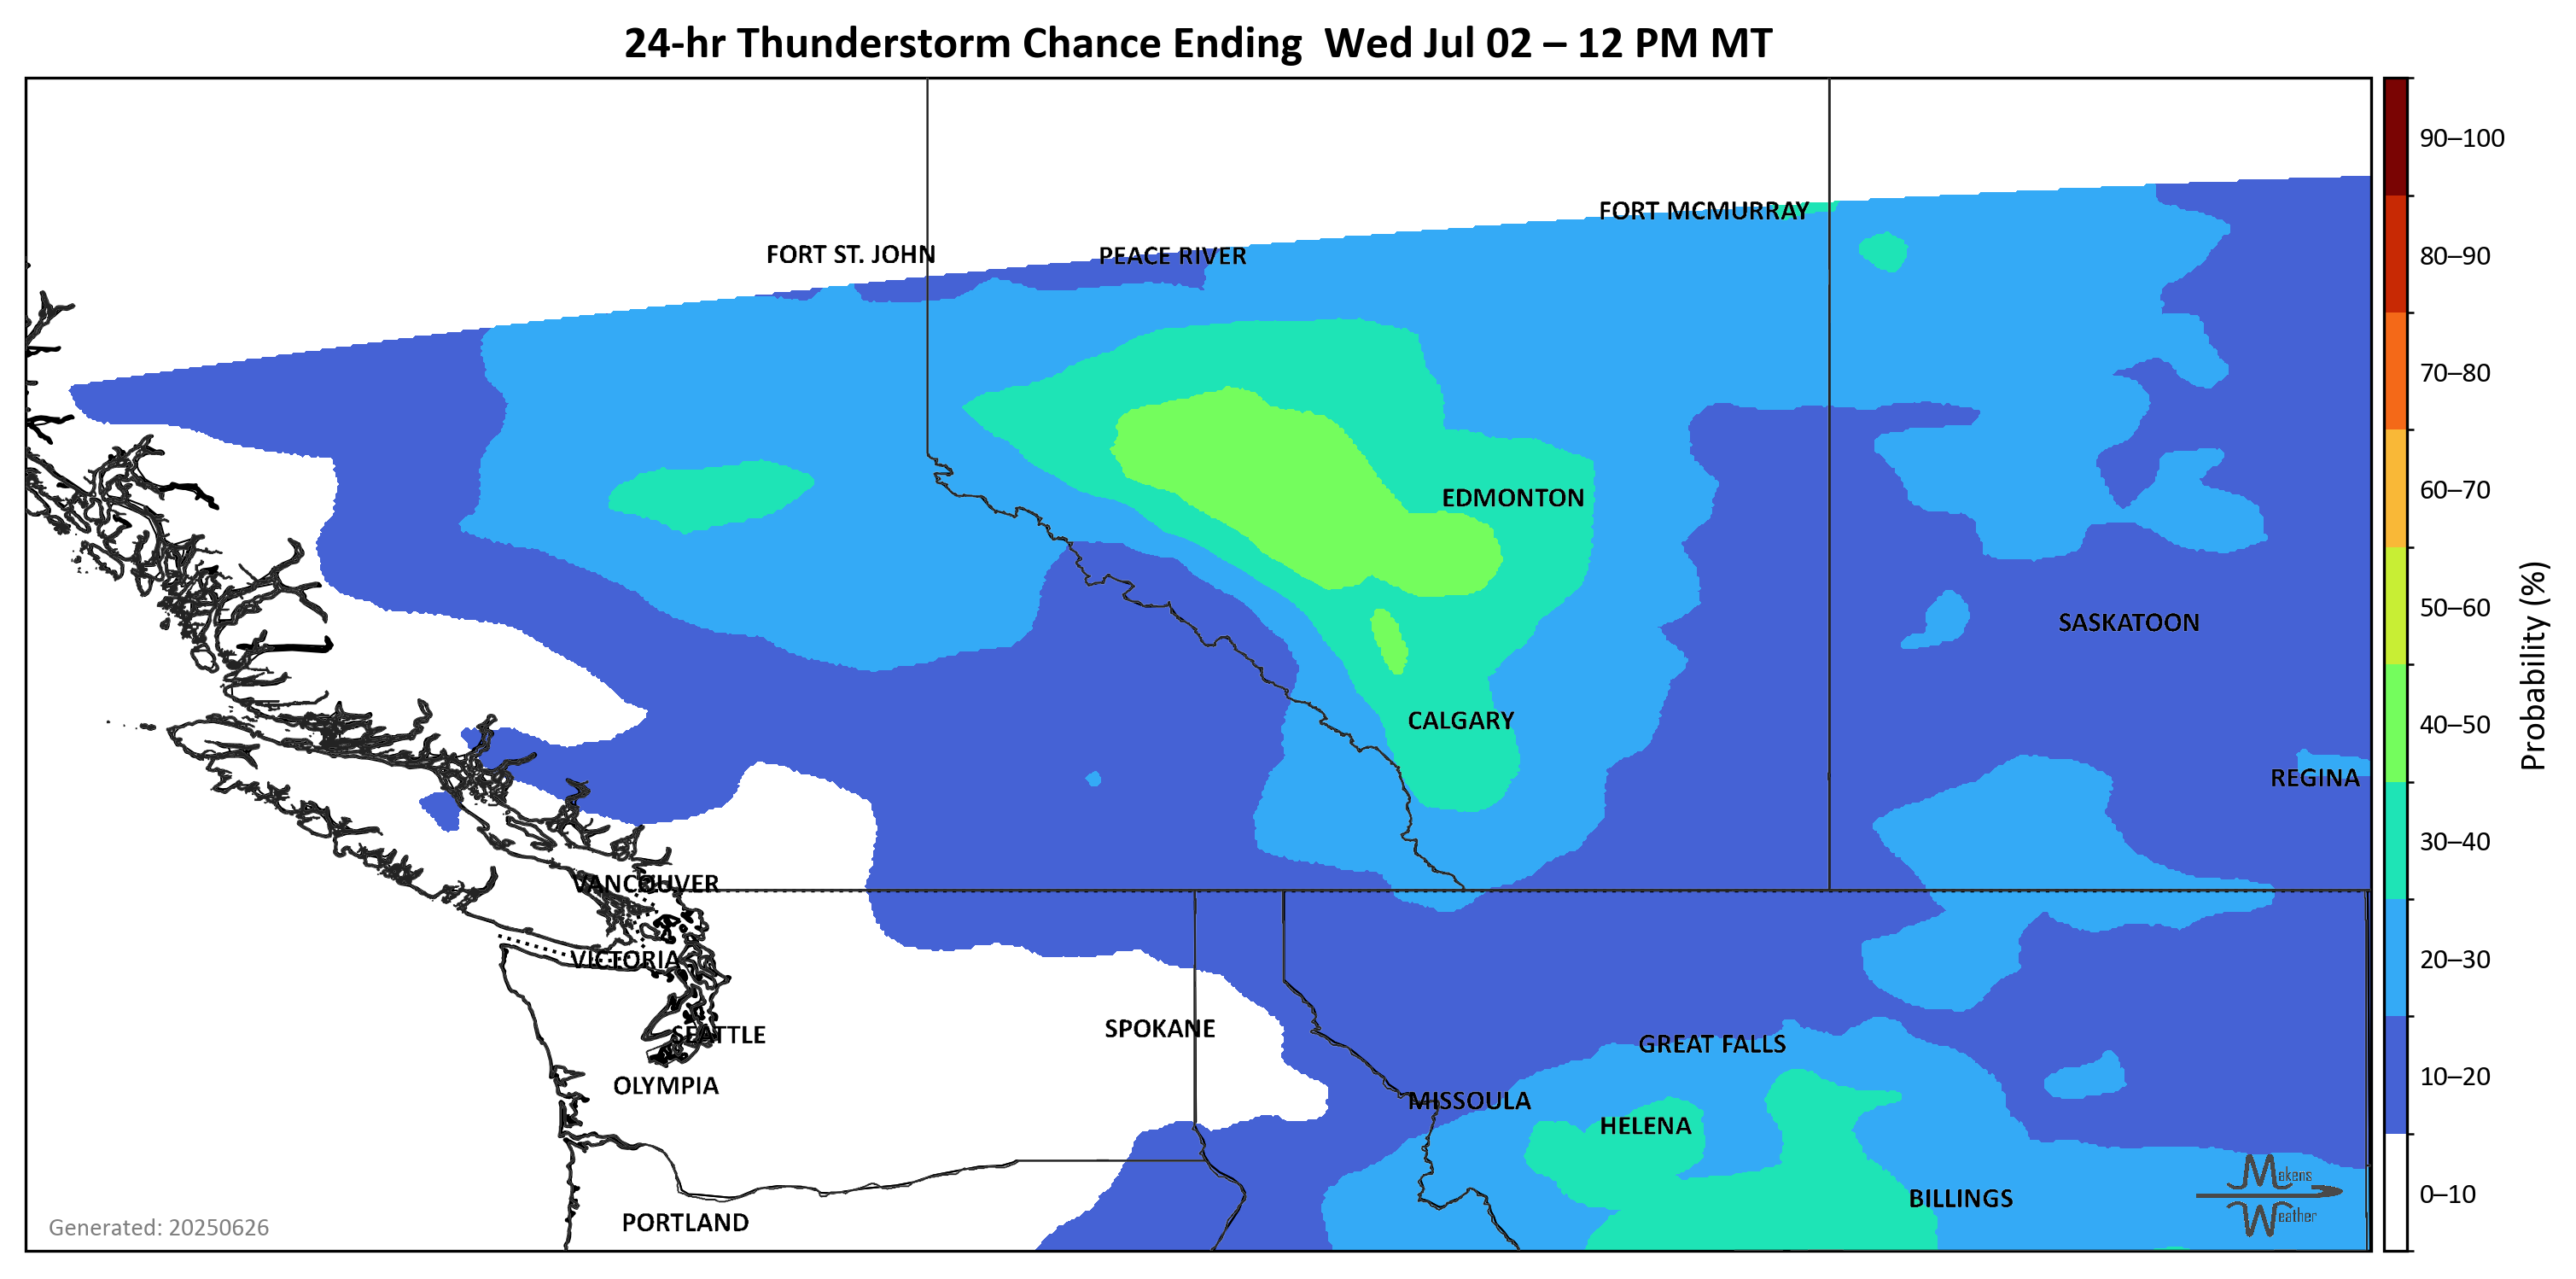 24-hr Thunderstorm Chance Ending  Wed Jul 02 – 12 PM MT
90–100
FORT MCMURRAY
FORT ST. JOHN
PEACE RIVER
80–90
70–80
60–70
EDMONTON
50–60
SASKATOON
CALGARY
40–50
REGINA
30–40
VANCOUVER
VICTORIA
20–30
SPOKANE
SEATTLE
GREAT FALLS
OLYMPIA
10–20
MISSOULA
HELENA
Makens
Weather
BILLINGS
0–10
PORTLAND
Generated: 20250626
Probability (%)